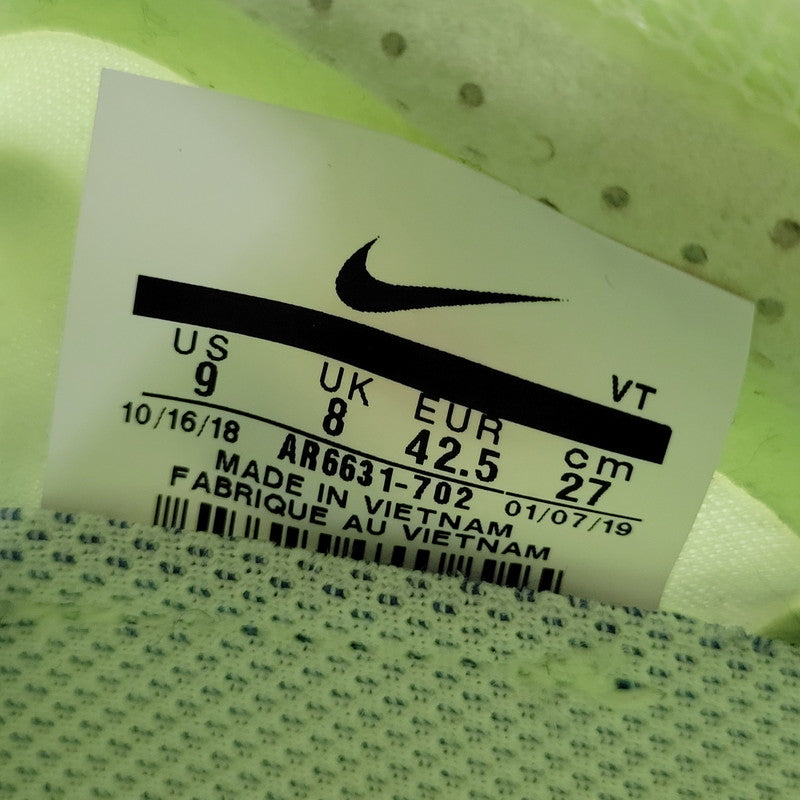 VT
US UK EUR cm
9 8 42.5 27
10/16/18 AR6631-702 01/07/19
MADE IN VIETNAM
FABRIQUE AU VIETNAM